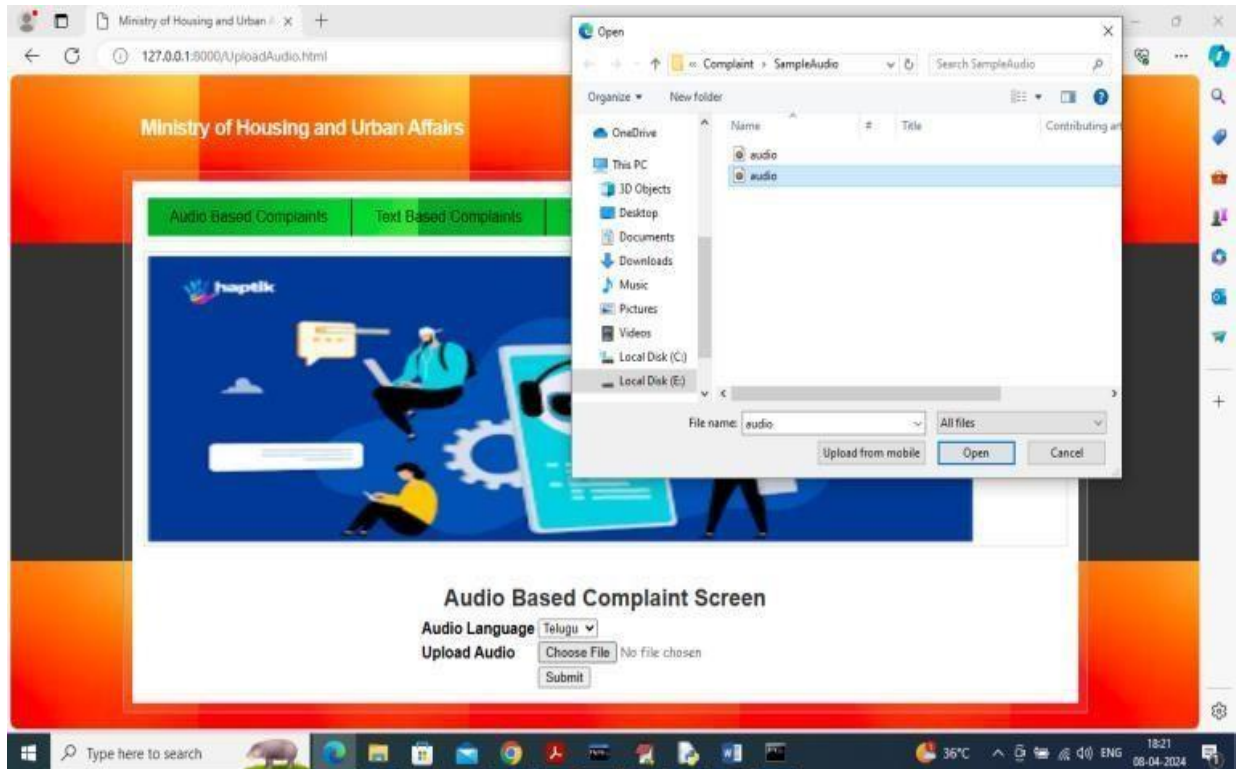 Ministry of Housing and Urban A
127.0.0.1:8000/UploadAudio.html
Ministry of Housing and Urban Affairs
Audio Based Complaints
Text Based Complaints
haptik
Audio Based Complaint Screen
Audio Language Telugu
Upload Audio Choose File No file chosen
Submit
Open
« Complaint › SampleAudio
Search SampleAudio
Organize
New folder
Name # Title Contributing art
OneDrive
This PC
3D Objects
Desktop
Documents
Downloads
Music
Pictures
Videos
Local Disk (C:)
Local Disk (E:)
audio
audio
File name: audio
All files
Upload from mobile
Open
Cancel
Type here to search
36°C
ENG
18:21
08-04-2024